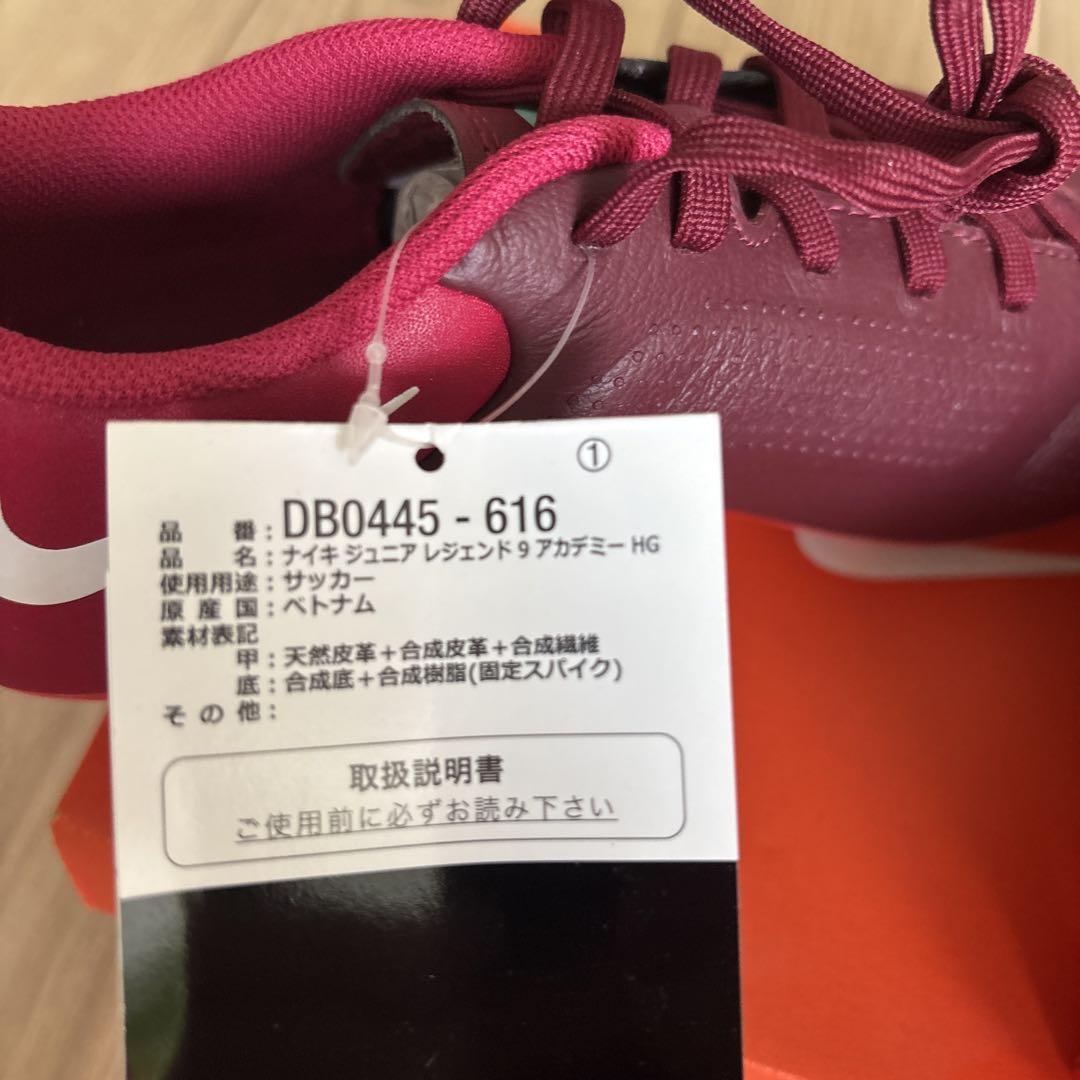 ①
品 番：DB0445 - 616
品 名：ナイキ ジュニア レジェンド 9 アカデミー HG
使用用途：サッカー
原 産 国：ベトナム
素材表記
甲：天然皮革＋合成皮革＋合成繊維
底：合成底＋合成樹脂(固定スパイク)
そ の 他：
取扱説明書
ご使用前に必ずお読み下さい